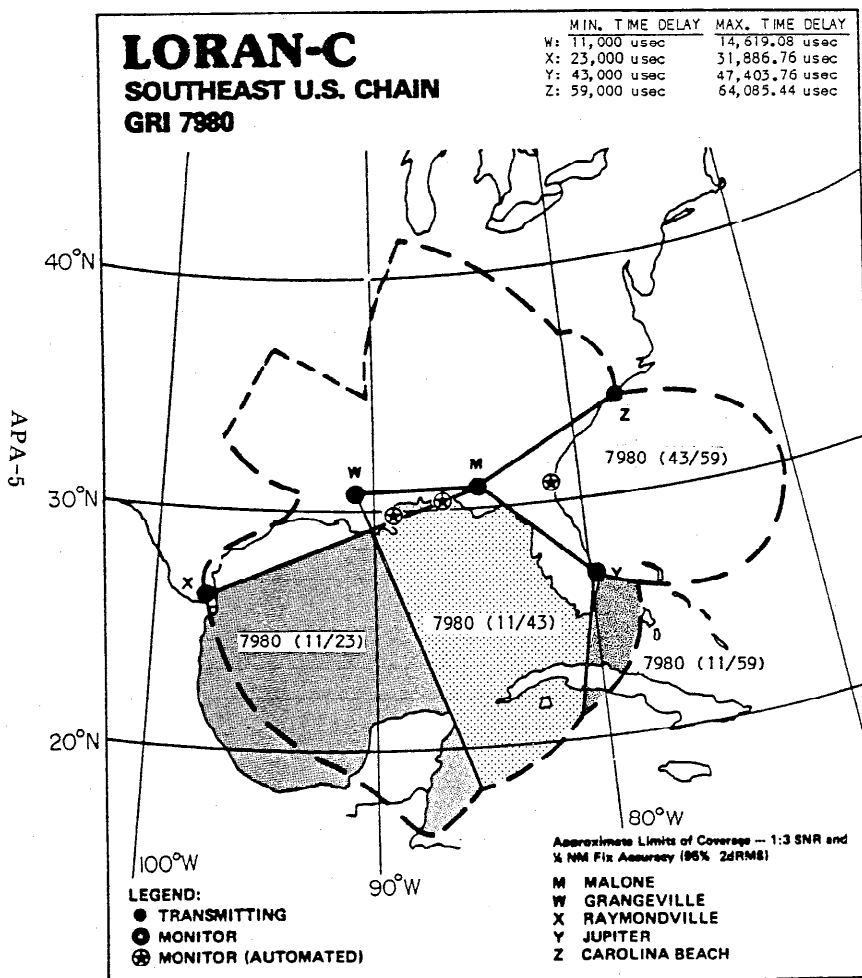 LORAN-C
SOUTHEAST U.S. CHAIN
GRI 7980
MIN. TIME DELAY MAX. TIME DELAY
W: 11,000 usec 14,619.08 usec
X: 23,000 usec 31,886.76 usec
Y: 43,000 usec 47,403.76 usec
Z: 59,000 usec 64,085.44 usec
40°N
Z
APA-5
7980 (43/59)
W
M
30°N
X
Y
7980 (11/23)
7980 (11/43)
7980 (11/59)
20°N
80°W
100°W
90°W
Approximate Limits of Coverage -- 1:3 SNR and
¼ NM Fix Accuracy (95% 2dRMS)
LEGEND:
TRANSMITTING
MONITOR
MONITOR (AUTOMATED)
M MALONE
W GRANGEVILLE
X RAYMONDVILLE
Y JUPITER
Z CAROLINA BEACH